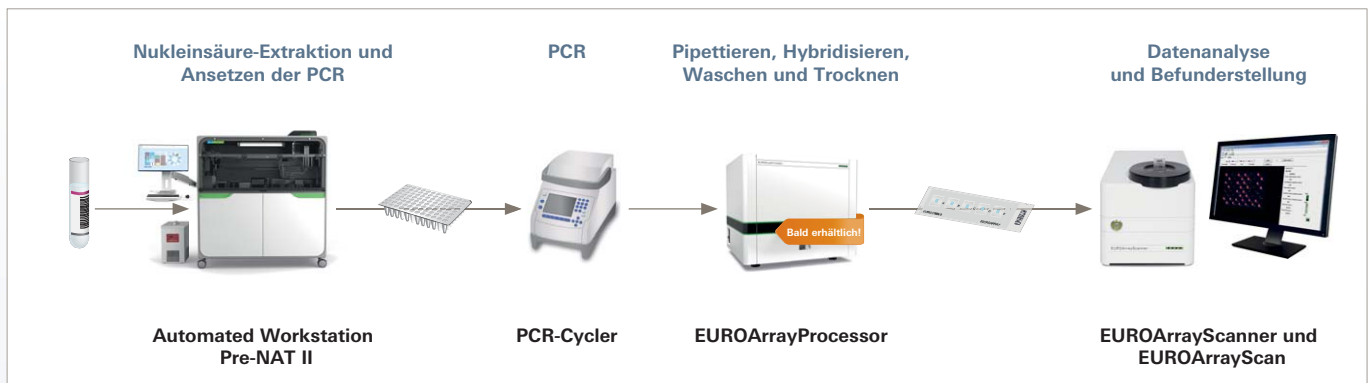 Nukleinsäure-Extraktion und
Ansetzen der PCR
PCR
Pipettieren, Hybridisieren,
Waschen und Trocknen
Datenanalyse
und Befunderstellung
Bald erhältlich!
EUROArrayScanner
Automated Workstation
Pre-NAT II
PCR-Cycler
EUROArrayProcessor
EUROArrayScanner und
EUROArrayScan